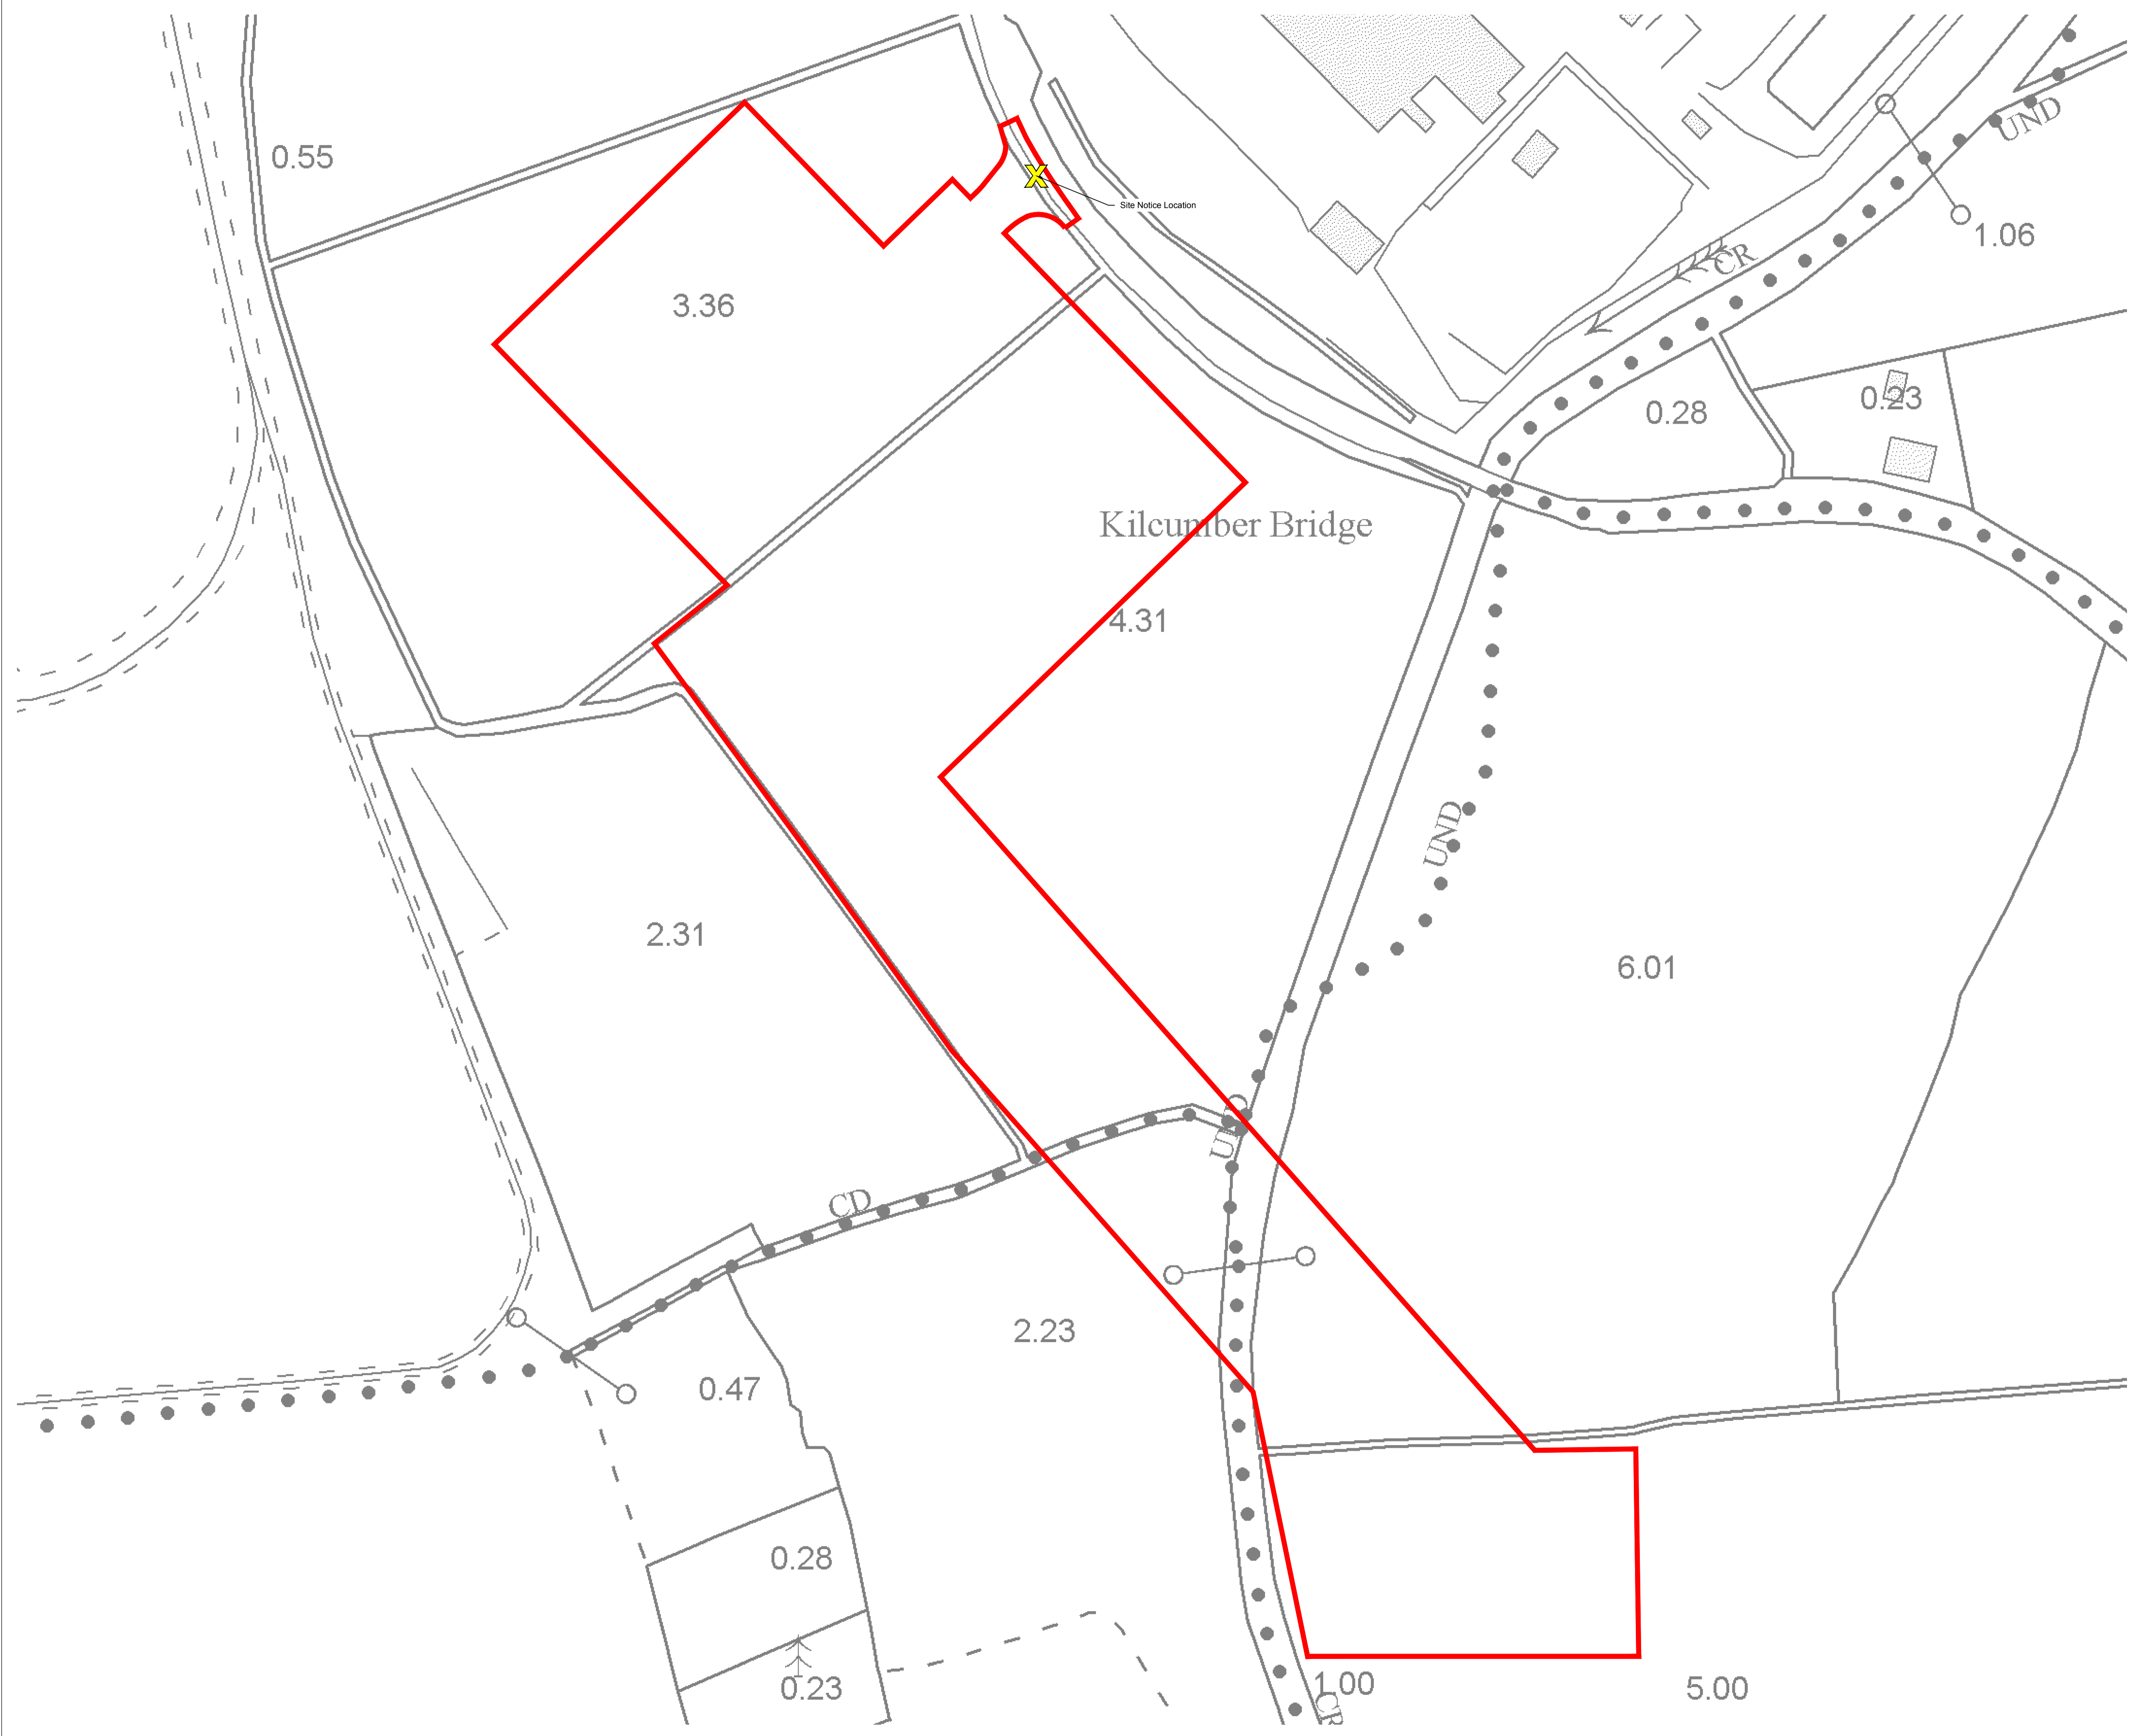 UND
0.55
X
Site Notice Location
1.06
CR
3.36
0.23
0.28
Kilcumber Bridge
4.31
UND
2.31
6.01
UND
CD
2.23
0.47
0.28
1.00
0.23
5.00
CR